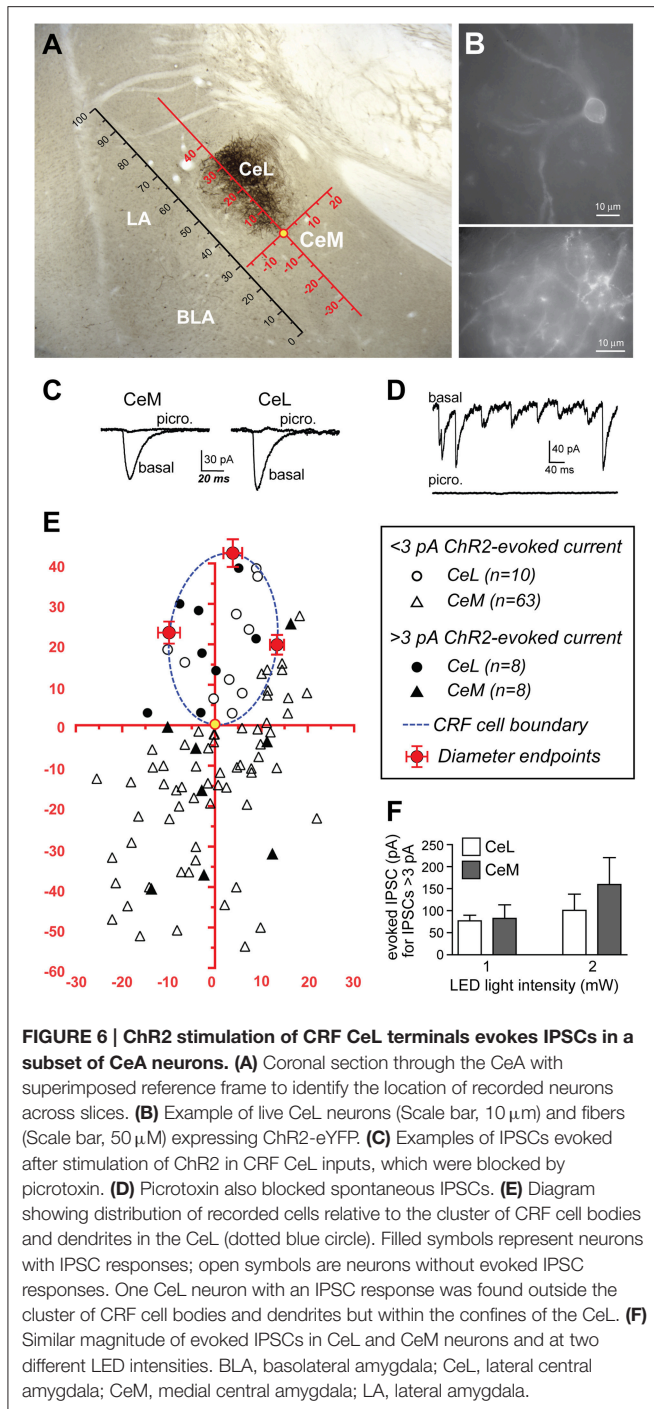 A
B
100
90
80
70
60
50
40
30
20
10
0
40
30
20
10
-10
-20
-30
20
10
-10
CeL
CeM
LA
BLA
10 μm
10 μm
C
CeM
CeL
picro.
picro.
basal
basal
30 pA
20 ms
D
basal
40 pA
40 ms
picro.
E
40
30
20
10
0
-10
-20
-30
-40
-50
-60
-30
-20
-10
0
10
20
30
<3 pA ChR2-evoked current
CeL (n=10)
CeM (n=63)
>3 pA ChR2-evoked current
CeL (n=8)
CeM (n=8)
CRF cell boundary
Diameter endpoints
F
evoked IPSC (pA)
for IPSCs >3 pA
250
200
150
100
50
0
CeL
CeM
1
2
LED light intensity (mW)
FIGURE 6 | ChR2 stimulation of CRF CeL terminals evokes IPSCs in a
subset of CeA neurons. (A) Coronal section through the CeA with
superimposed reference frame to identify the location of recorded neurons
across slices. (B) Example of live CeL neurons (Scale bar, 10 μm) and fibers
(Scale bar, 50 μM) expressing ChR2-eYFP. (C) Examples of IPSCs evoked
after stimulation of ChR2 in CRF CeL inputs, which were blocked by
picrotoxin. (D) Picrotoxin also blocked spontaneous IPSCs. (E) Diagram
showing distribution of recorded cells relative to the cluster of CRF cell bodies
and dendrites in the CeL (dotted blue circle). Filled symbols represent neurons
with IPSC responses; open symbols are neurons without evoked IPSC
responses. One CeL neuron with an IPSC response was found outside the
cluster of CRF cell bodies and dendrites but within the confines of the CeL. (F)
Similar magnitude of evoked IPSCs in CeL and CeM neurons and at two
different LED intensities. BLA, basolateral amygdala; CeL, lateral central
amygdala; CeM, medial central amygdala; LA, lateral amygdala.